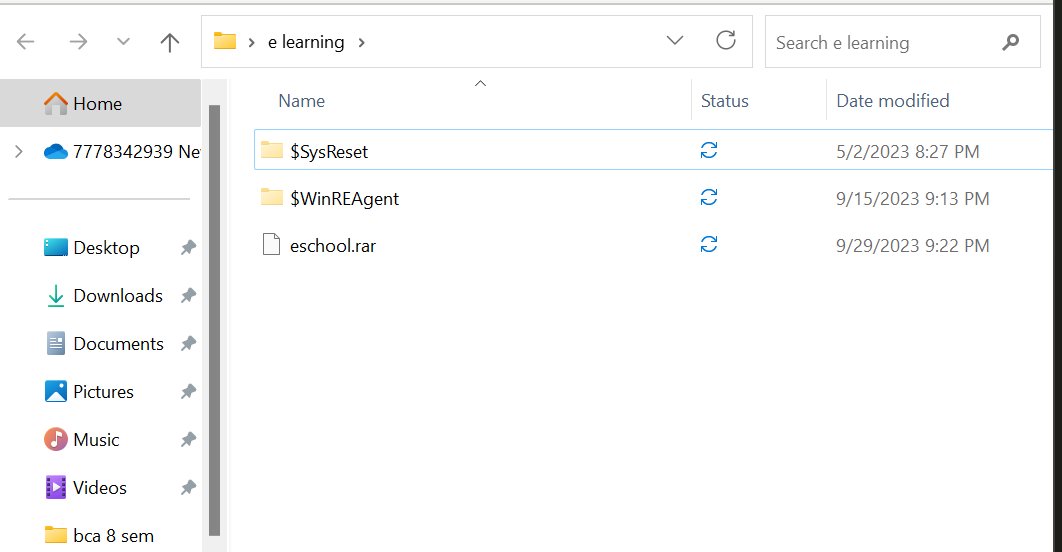 e learning
Search e learning
Name Status Date modified
Home
7778342939 Ne
$SysReset 5/2/2023 8:27 PM
$WinREAgent 9/15/2023 9:13 PM
eschool.rar 9/29/2023 9:22 PM
Desktop
Downloads
Documents
Pictures
Music
Videos
bca 8 sem